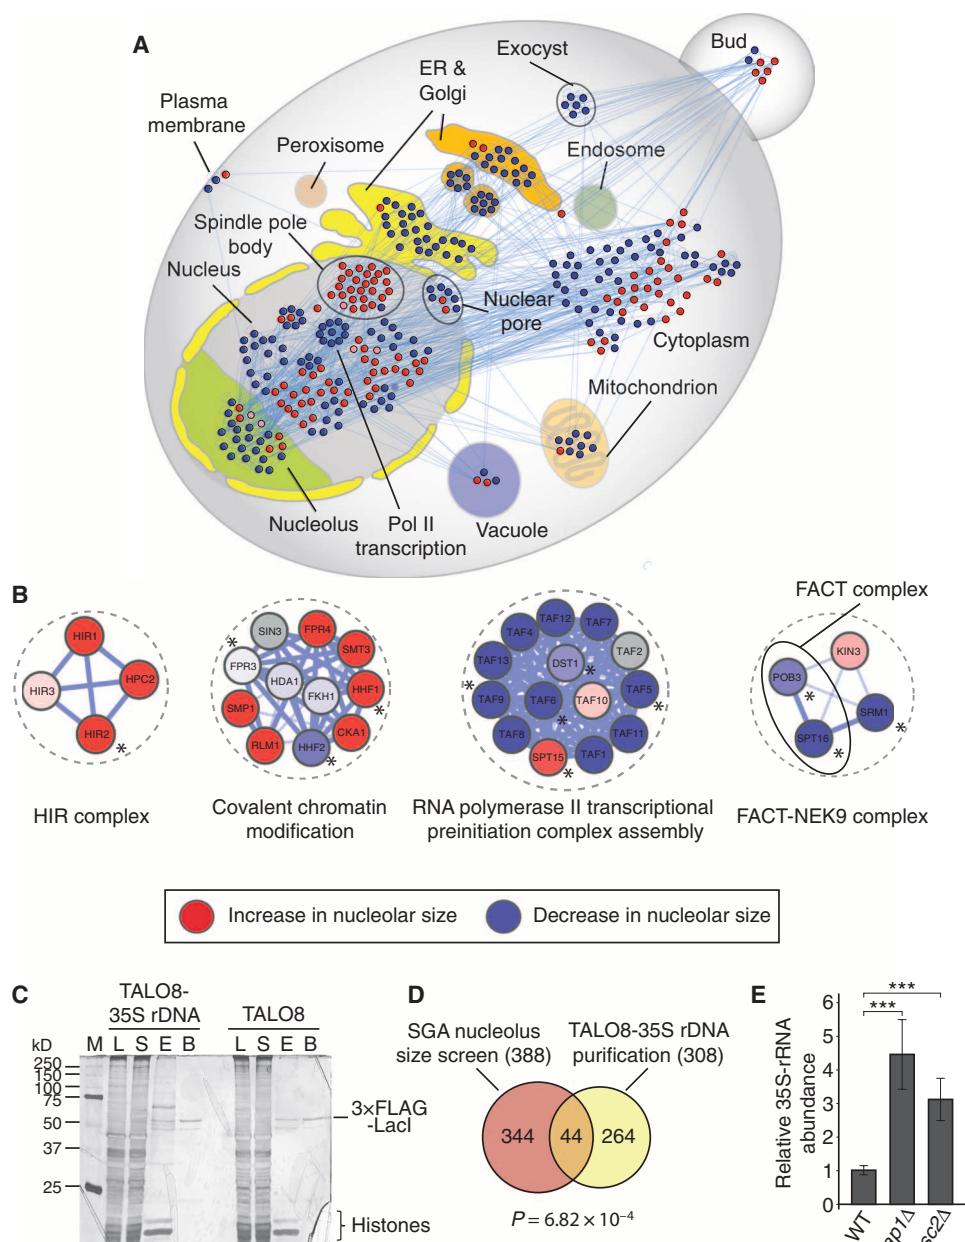 A
Bud
Exocyst
ER &
Golgi
Plasma
membrane
Peroxisome
Endosome
Spindle pole
body
Nucleus
Nuclear
pore
Cytoplasm
Mitochondrion
Nucleolus
Pol II
transcription
Vacuole
B
HIR1
HIR3
HPC2
HIR2
*
HIR complex
SIN3
FPR4
*
SMT3
FPR3
HDA1
HHF1
FKH1
*
SMP1
CKA1
RLM1
HHF2
*
Covalent chromatin
modification
TAF12
TAF4
TAF7
TAF13
DST1
TAF2
*
*
TAF9
TAF6
TAF10
TAF5
*
*
TAF8
TAF11
SPT15
TAF1
*
RNA polymerase II transcriptional
preinitiation complex assembly
FACT complex
KIN3
POB3
*
SRM1
*
SPT16
*
FACT-NEK9 complex
Increase in nucleolar size
Decrease in nucleolar size
C
TALO8-
35S rDNA
TALO8
kD
M L S E B L S E B
250
150
100
75
50
37
25
3×FLAG
-LacI
Histones
D
SGA nucleolus
size screen (388)
TALO8-35S rDNA
purification (308)
344
44
264
P = 6.82 × 10⁻⁴
E
Relative 35S-rRNA
abundance
6
5
4
3
2
1
0
***
***
WT